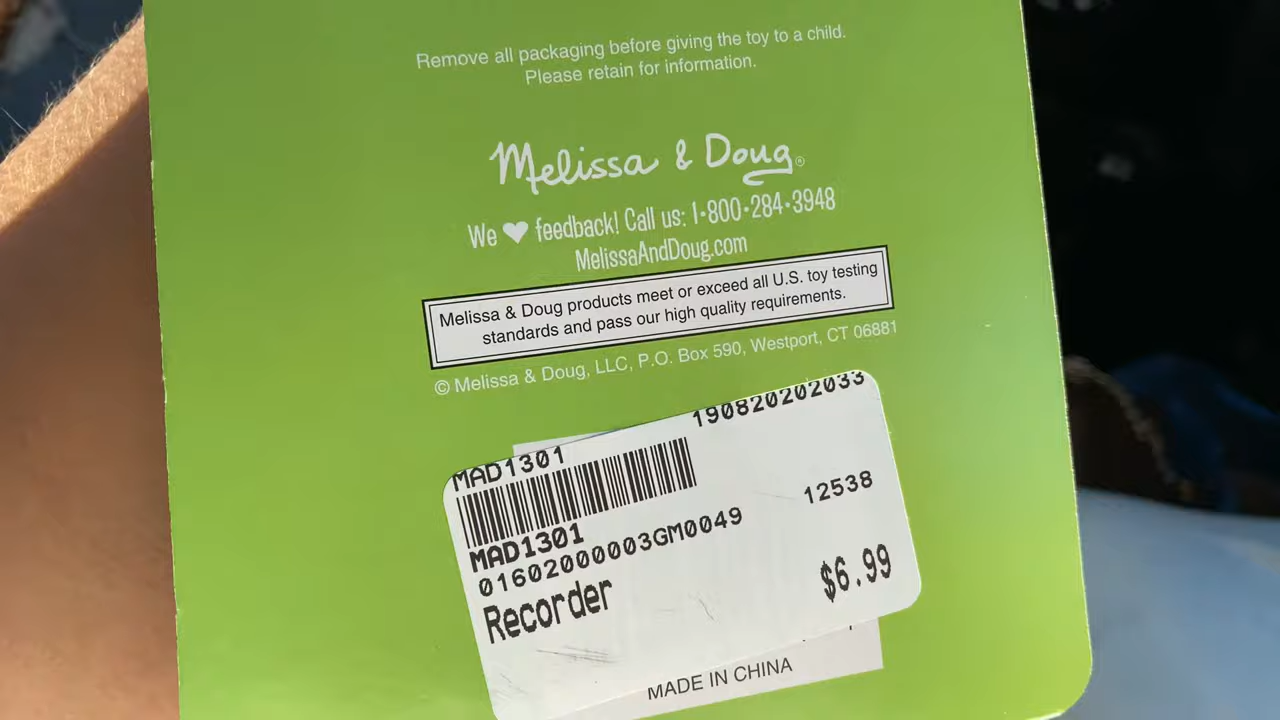 Remove all packaging before giving the toy to a child.
Please retain for information.
Melissa & Doug®
We ♥ feedback! Call us: 1•800•284•3948
MelissaAndDoug.com
Melissa & Doug products meet or exceed all U.S. toy testing
standards and pass our high quality requirements.
© Melissa & Doug, LLC, P.O. Box 590, Westport, CT 06881
190820202033
MAD1301
MAD1301
12538
01602000003GM0049
Recorder
$6.99
MADE IN CHINA